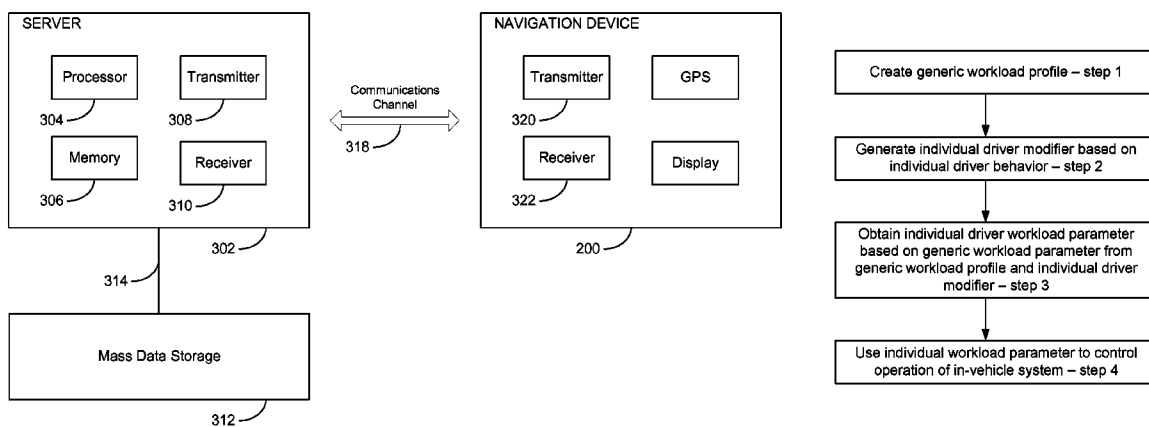 SERVER
Processor
304
Transmitter
308
Memory
306
Receiver
310
302
314
Mass Data Storage
312
Communications
Channel
318
NAVIGATION DEVICE
Transmitter
320
GPS
Receiver
322
Display
200
Create generic workload profile – step 1
Generate individual driver modifier based on
individual driver behavior – step 2
Obtain individual driver workload parameter
based on generic workload parameter from
generic workload profile and individual driver
modifier – step 3
Use individual workload parameter to control
operation of in-vehicle system – step 4